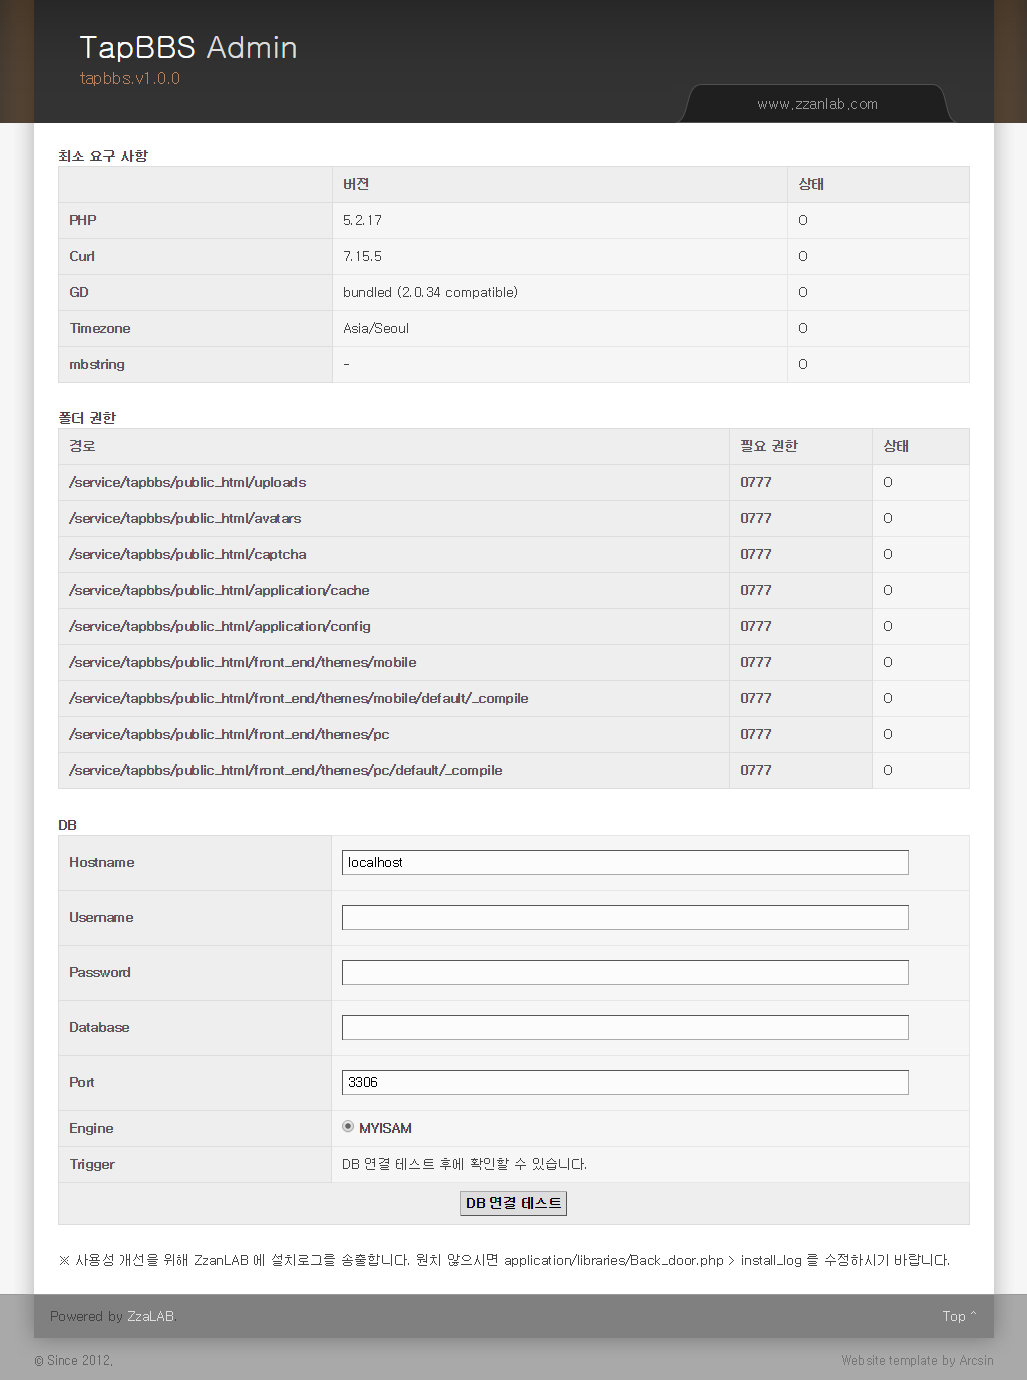 TapBBS Admin
tapbbs.v1.0.0
www.zzanlab.com
최소 요구 사항
버젼 상태
PHP 5.2.17 O
Curl 7.15.5 O
GD bundled (2.0.34 compatible) O
Timezone Asia/Seoul O
mbstring - O
폴더 권한
경로 필요 권한 상태
/service/tapbbs/public_html/uploads 0777 O
/service/tapbbs/public_html/avatars 0777 O
/service/tapbbs/public_html/captcha 0777 O
/service/tapbbs/public_html/application/cache 0777 O
/service/tapbbs/public_html/application/config 0777 O
/service/tapbbs/public_html/front_end/themes/mobile 0777 O
/service/tapbbs/public_html/front_end/themes/mobile/default/_compile 0777 O
/service/tapbbs/public_html/front_end/themes/pc 0777 O
/service/tapbbs/public_html/front_end/themes/pc/default/_compile 0777 O
DB
Hostname localhost
Username
Password
Database
Port 3306
Engine MYISAM
Trigger DB 연결 테스트 후에 확인할 수 있습니다.
DB 연결 테스트
※ 사용성 개선을 위해 ZzanLAB 에 설치로그를 송출합니다. 원치 않으시면 application/libraries/Back_door.php > install_log 를 수정하시기 바랍니다.
Powered by ZzaLAB. Top ^
© Since 2012. Website template by Arcsin